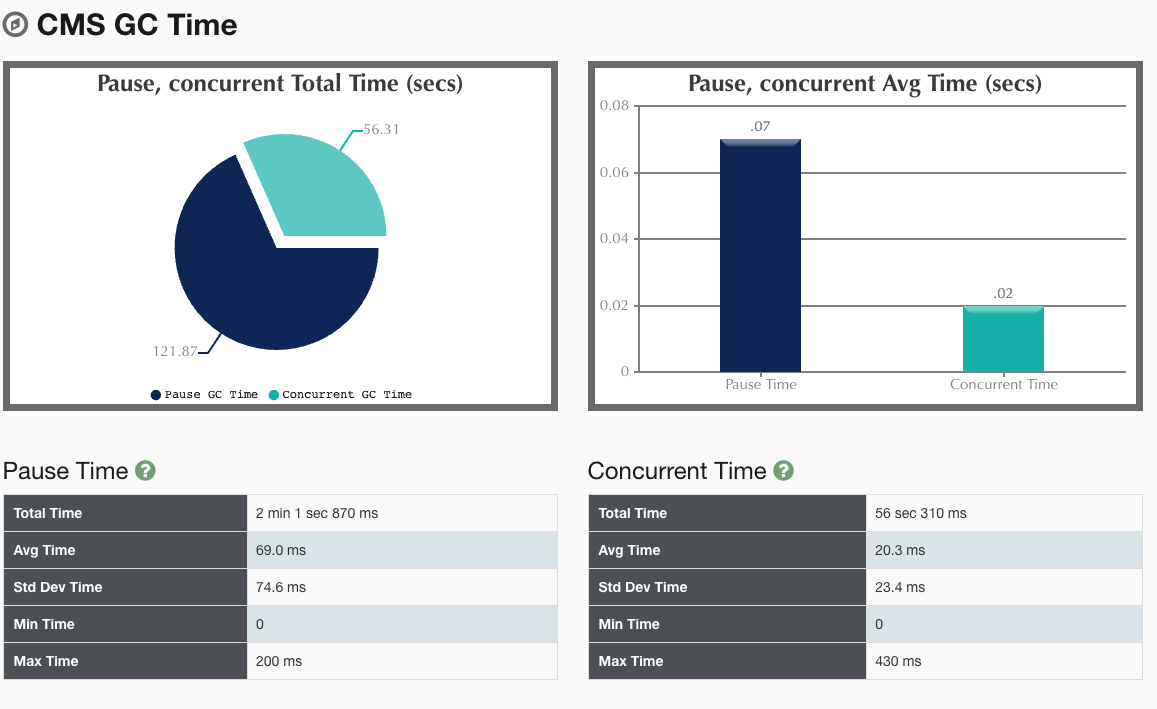 CMS GC Time
Pause, concurrent Total Time (secs)
56.31
121.87
Pause GC Time Concurrent GC Time
Pause, concurrent Avg Time (secs)
0.08
0.06
0.04
0.02
0
.07
.02
Pause Time Concurrent Time
Pause Time ?
Total Time 2 min 1 sec 870 ms
Avg Time 69.0 ms
Std Dev Time 74.6 ms
Min Time 0
Max Time 200 ms
Concurrent Time ?
Total Time 56 sec 310 ms
Avg Time 20.3 ms
Std Dev Time 23.4 ms
Min Time 0
Max Time 430 ms